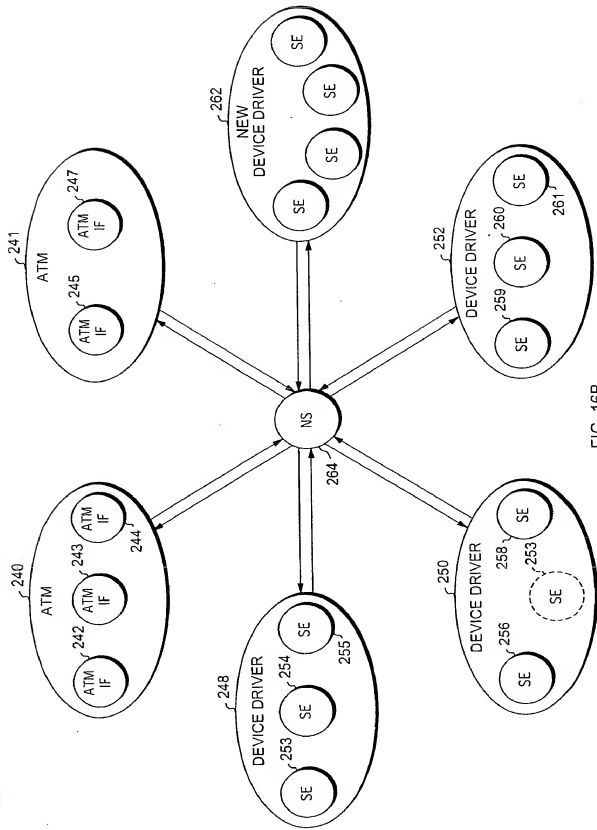 240
ATM
242
ATM
IF
243
ATM
IF
ATM
IF
244
241
ATM
245
ATM
IF
247
ATM
IF
248
DEVICE DRIVER
253
SE
254
SE
SE
255
NS
264
262
NEW
DEVICE DRIVER
SE
SE
SE
SE
250
DEVICE DRIVER
256
SE
258
SE
253
SE
252
DEVICE DRIVER
259
SE
260
SE
SE
261
FIG. 16B